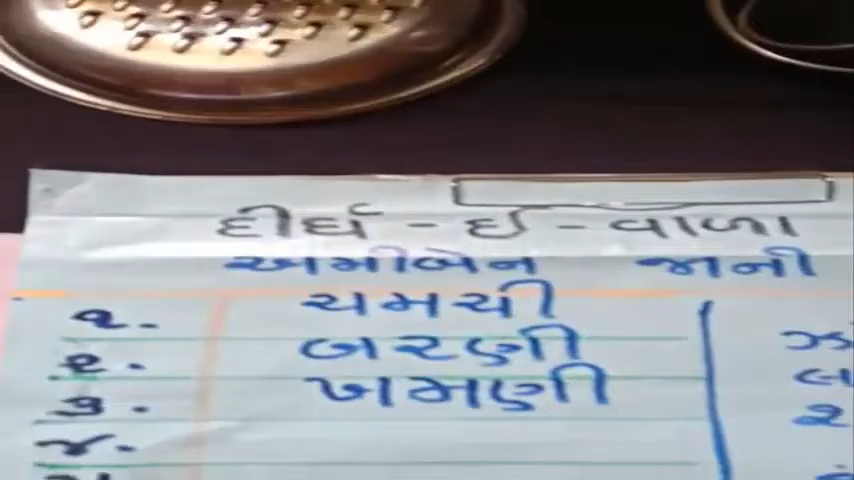 દીર્ઘ - ઈ - વાળા
અમીબેન જાની
૧. ચમચી
૨. બરણી
૩. ખમણી
૪.